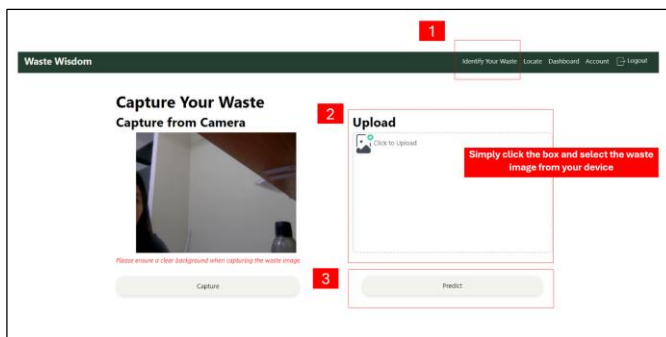 1
Waste Wisdom
Identify Your Waste Locate Dashboard Account Logout
Capture Your Waste
Capture from Camera
2
Upload
Click to Upload
Simply click the box and select the waste
image from your device
Please ensure a clear background when capturing the waste image
3
Capture
Predict